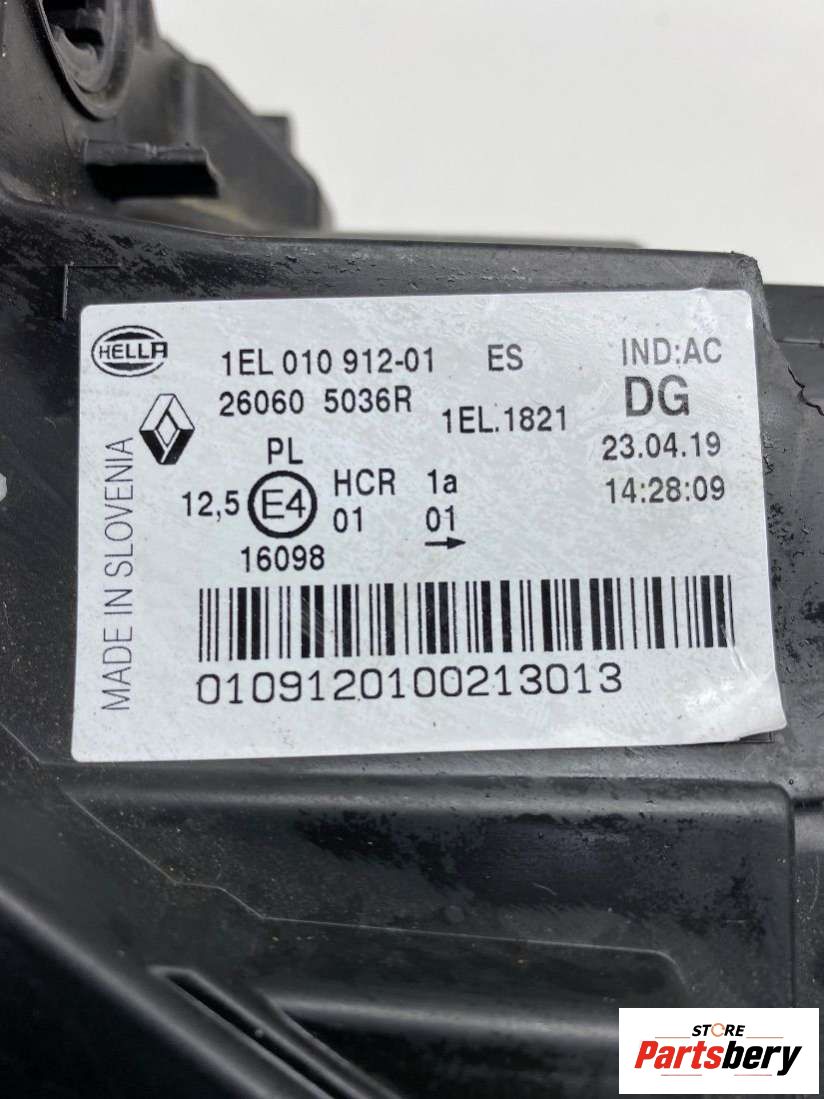 HELLA
1EL 010 912-01 ES IND:AC
26060 5036R 1EL.1821 DG
PL 23.04.19
12,5 E4 HCR 1a 14:28:09
01 01
16098
MADE IN SLOVENIA
0109120100213013
STORE
Partsbery